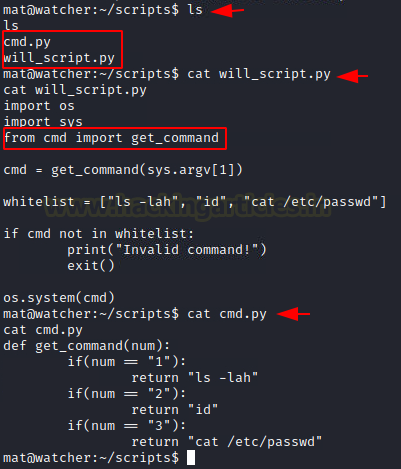 mat@watcher:~/scripts$ ls
ls
cmd.py
will_script.py
mat@watcher:~/scripts$ cat will_script.py
cat will_script.py
import os
import sys
from cmd import get_command
cmd = get_command(sys.argv[1])
whitelist = ["ls -lah", "id", "cat /etc/passwd"]
www.hackingarticles.in
if cmd not in whitelist:
        print("Invalid command!")
        exit()
os.system(cmd)
mat@watcher:~/scripts$ cat cmd.py
cat cmd.py
def get_command(num):
        if(num == "1"):
                return "ls -lah"
        if(num == "2"):
                return "id"
        if(num == "3"):
                return "cat /etc/passwd"
mat@watcher:~/scripts$